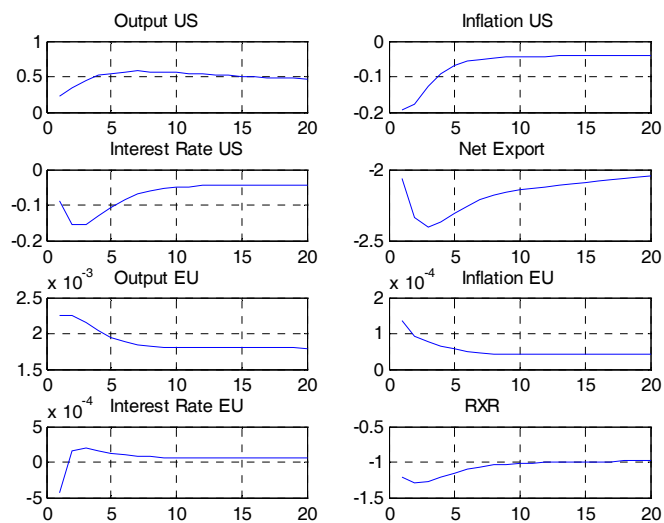 Output US
1
0.5
0
0 5 10 15 20
Inflation US
0
-0.1
-0.2
0 5 10 15 20
Interest Rate US
0
-0.1
-0.2
0 5 10 15 20
Net Export
-2
-2.5
0 5 10 15 20
x 10^-3
Output EU
2.5
2
1.5
0 5 10 15 20
x 10^-4
Inflation EU
2
1
0
0 5 10 15 20
x 10^-4
Interest Rate EU
5
0
-5
0 5 10 15 20
RXR
-0.5
-1
-1.5
0 5 10 15 20